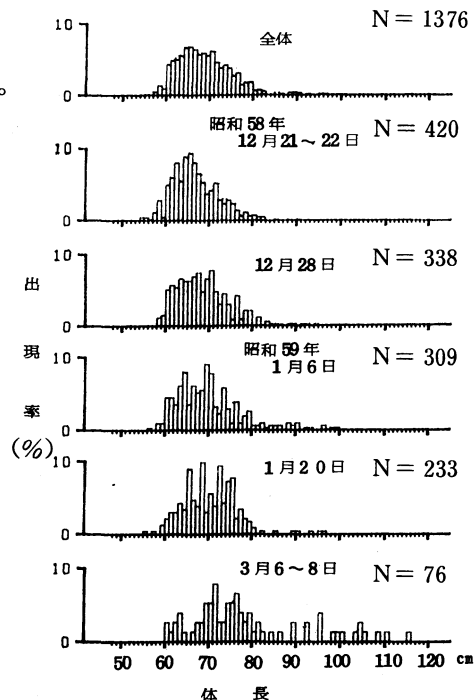 10
0
全体
N = 1376
10
0
昭和58年
12月21～22日
N = 420
10
0
12月28日
N = 338
10
0
昭和59年
1月6日
N = 309
10
0
1月20日
N = 233
10
0
3月6～8日
N = 76
出現率
(%)
50 60 70 80 90 100 110 120 cm
体長